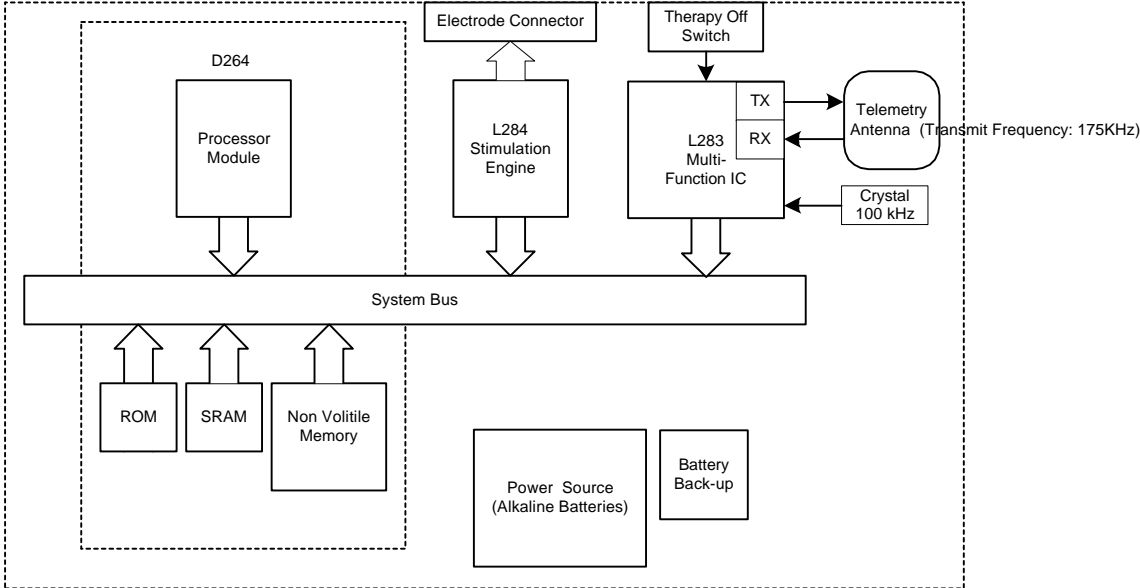 Electrode Connector
Therapy Off
Switch
D264
Processor
Module
L284
Stimulation
Engine
TX
RX
L283
Multi-
Function IC
Telemetry
Antenna (Transmit Frequency: 175KHz)
Crystal
100 kHz
System Bus
ROM
SRAM
Non Volitile
Memory
Power Source
(Alkaline Batteries)
Battery
Back-up